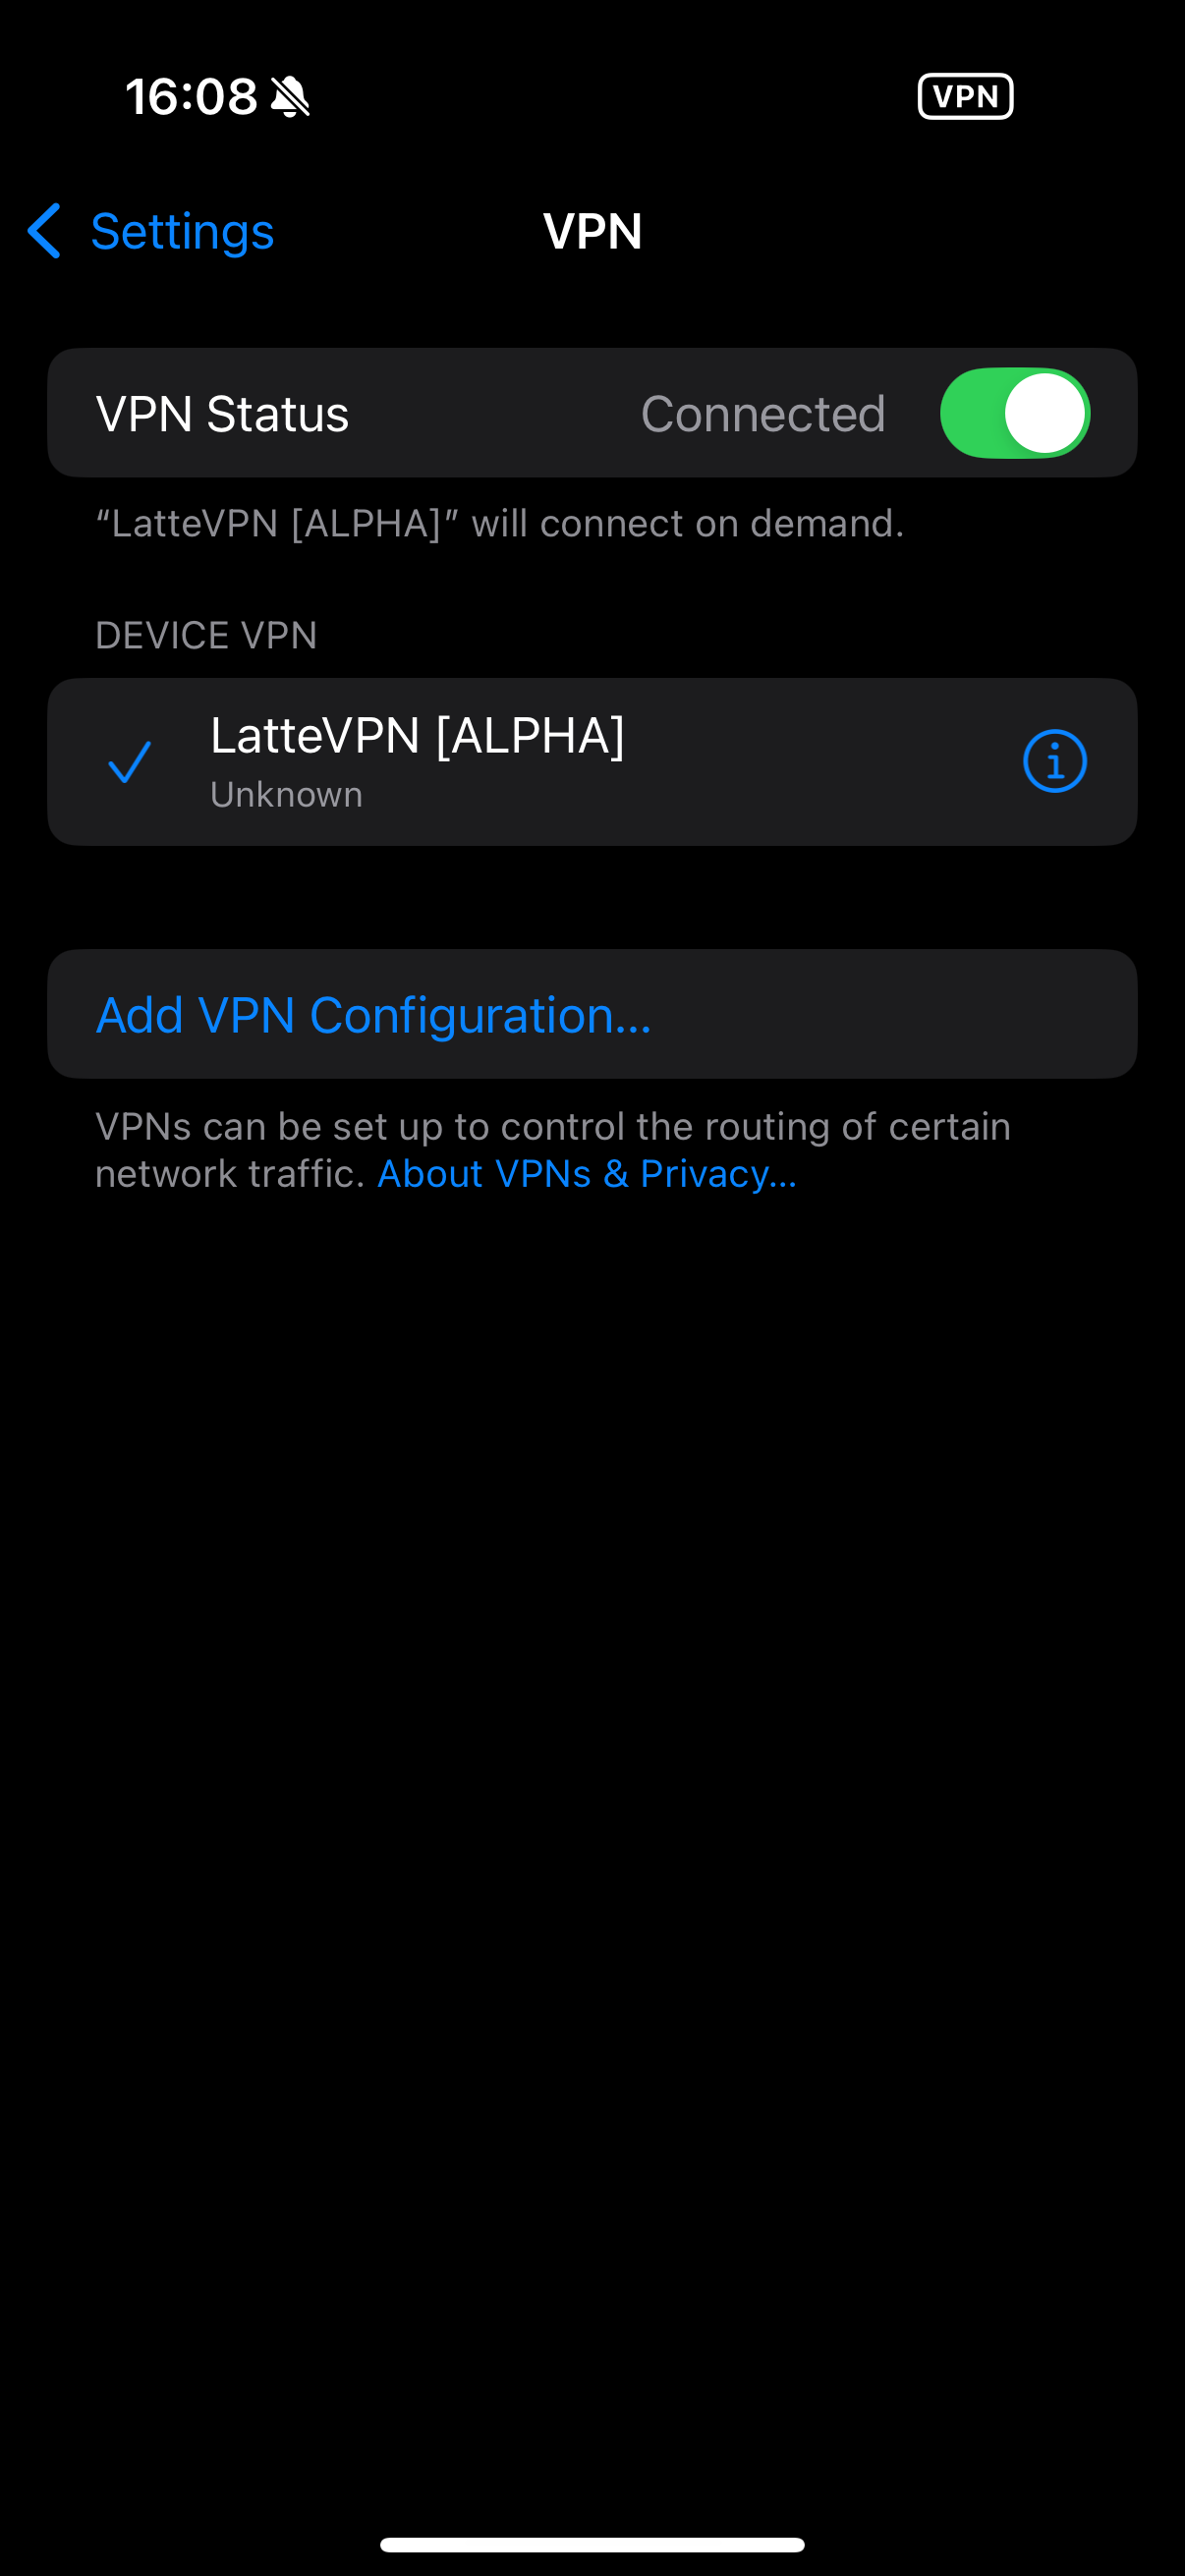 16:08
VPN
Settings
VPN
VPN Status
Connected
“LatteVPN [ALPHA]” will connect on demand.
DEVICE VPN
LatteVPN [ALPHA]
Unknown
Add VPN Configuration...
VPNs can be set up to control the routing of certain
network traffic. About VPNs & Privacy...